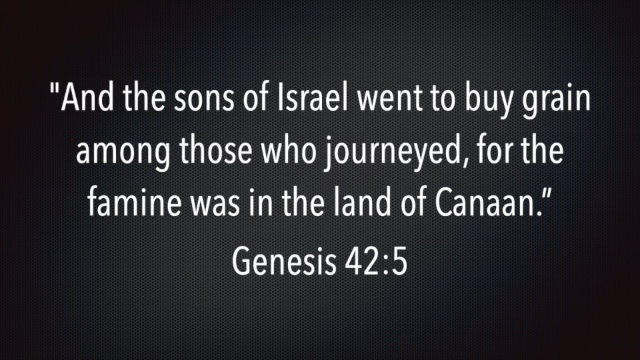 "And the sons of Israel went to buy grain
among those who journeyed, for the
famine was in the land of Canaan.”
Genesis 42:5